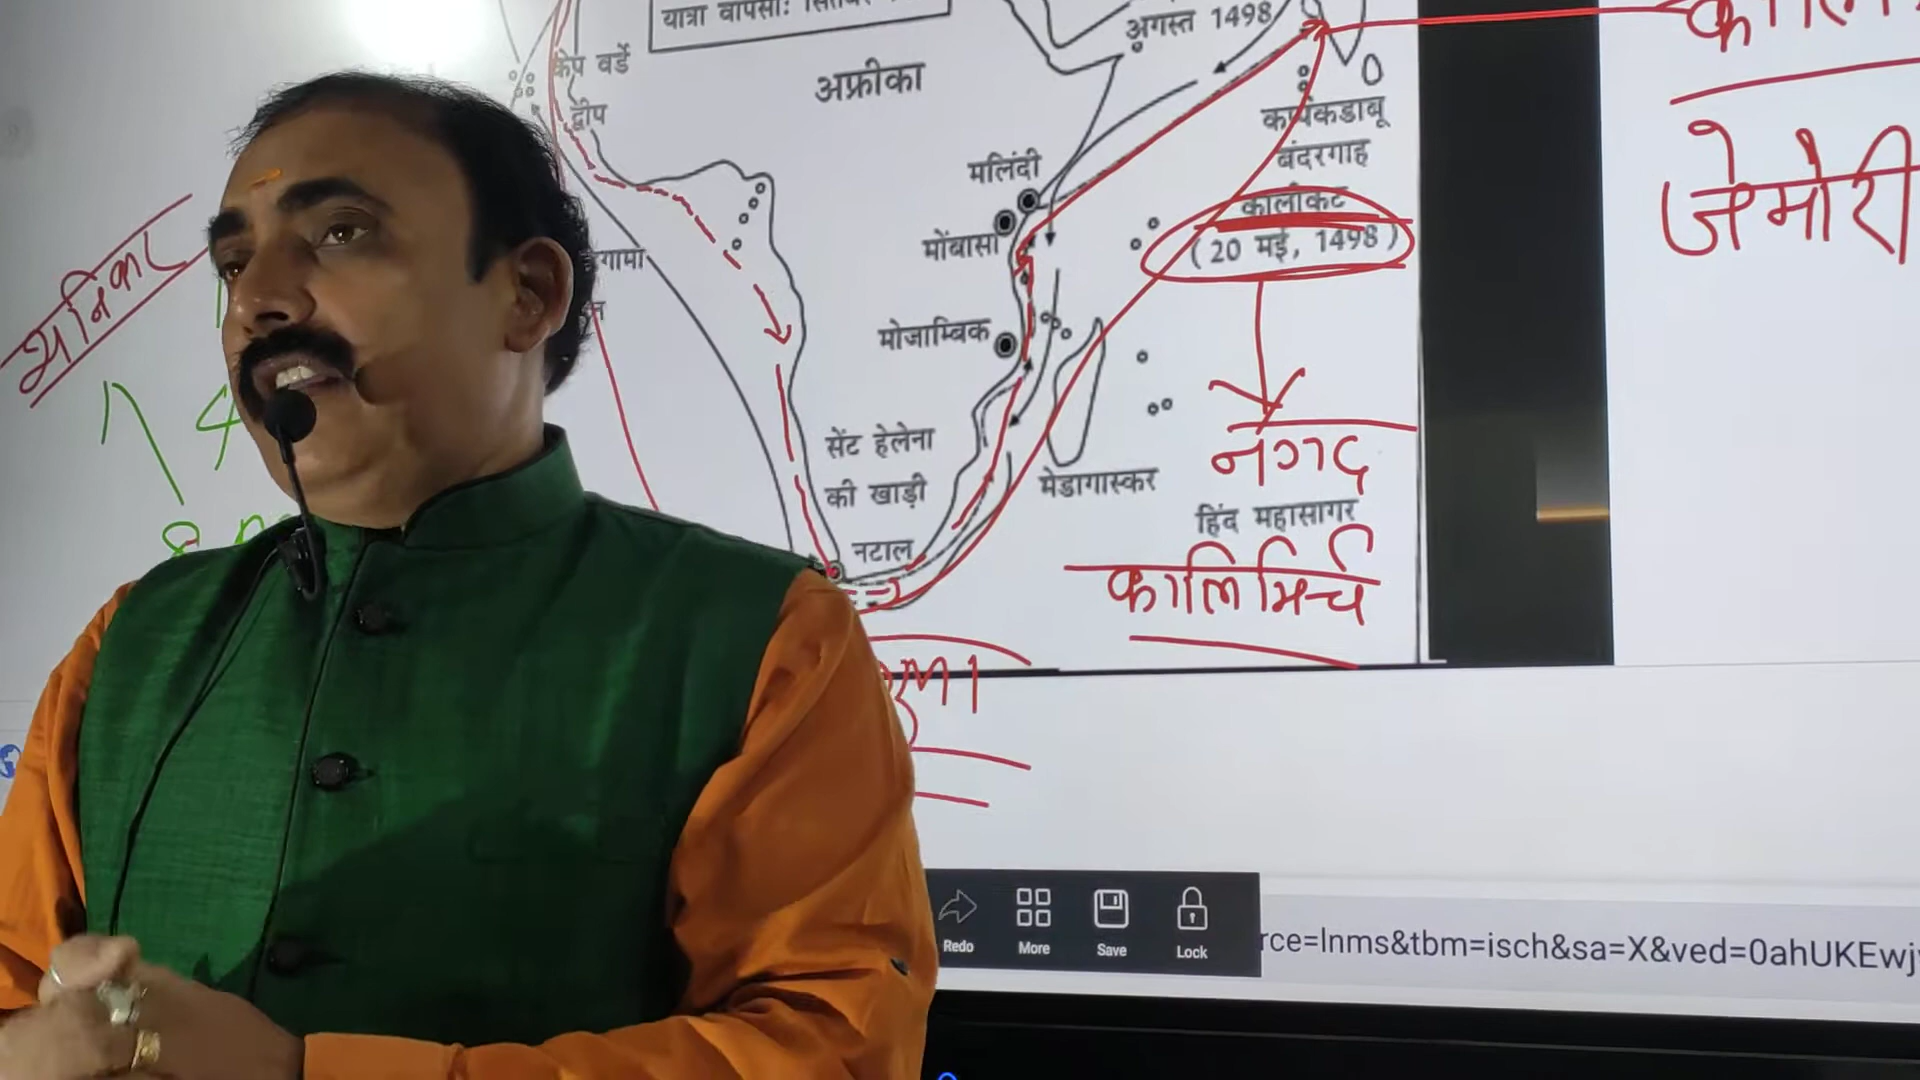 यात्रा वापसी:
अगस्त 1498
केप वर्डे
द्वीप
अफ्रीका
बंदरगाह
कालीकट
(20 मई, 1498)
मलिंदी
मोंबासा
मोजाम्बिक
सेंट हेलेना
की खाड़ी
मेडागास्कर
हिंद महासागर
नटाल
जेमोरी
नगद
कालि मिर्च
Redo
More
Save
Lock
rce=lnms&tbm=isch&sa=X&ved=0ahUKEwj